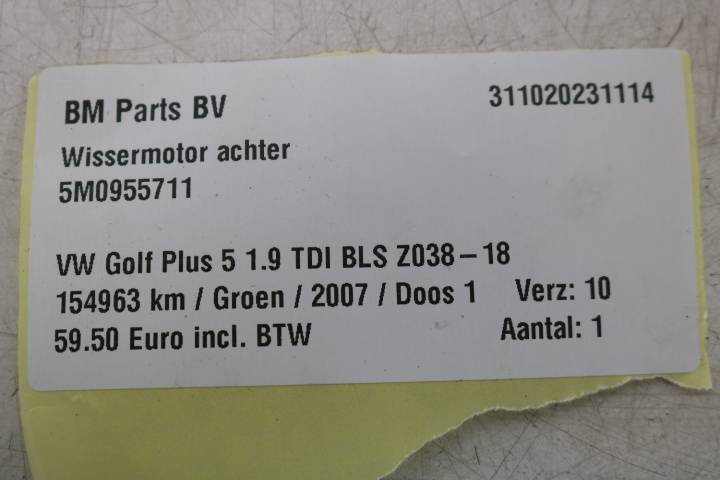 BM Parts BV 311020231114
Wissermotor achter
5M0955711
VW Golf Plus 5 1.9 TDI BLS Z038-18
154963 km / Groen / 2007 / Doos 1 Verz: 10
59.50 Euro incl. BTW Aantal: 1